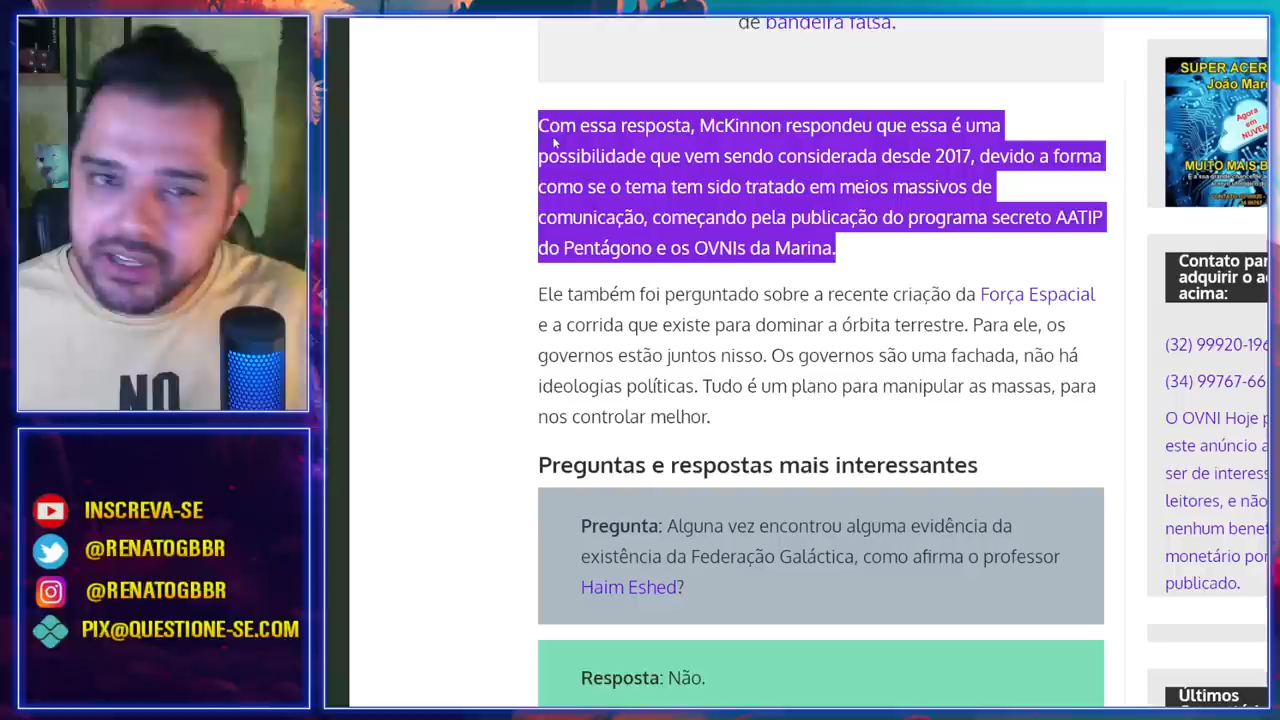 NO
INSCREVA-SE
@RENATOGBBR
@RENATOGBBR
PIX@QUESTIONE-SE.COM
de bandeira falsa.
Com essa resposta, McKinnon respondeu que essa é uma
possibilidade que vem sendo considerada desde 2017, devido a forma
como se o tema tem sido tratado em meios massivos de
comunicação, começando pela publicação do programa secreto AATIP
do Pentágono e os OVNIs da Marina.
Ele também foi perguntado sobre a recente criação da Força Espacial
e a corrida que existe para dominar a órbita terrestre. Para ele, os
governos estão juntos nisso. Os governos são uma fachada, não há
ideologias políticas. Tudo é um plano para manipular as massas, para
nos controlar melhor.
Preguntas e respostas mais interessantes
Pregunta: Alguna vez encontrou alguma evidência da
existência da Federação Galáctica, como afirma o professor
Haim Eshed?
Resposta: Não.
SUPER ACER
João Mar
Agora
em
NUVEM
MUITO MAIS B
Contato par
adquirir o a
acima:
(32) 99920-196
(34) 99767-66
O OVNI Hoje p
este anúncio a
ser de interess
leitores, e não
nenhum bene
monetário por
publicado.
Últimos